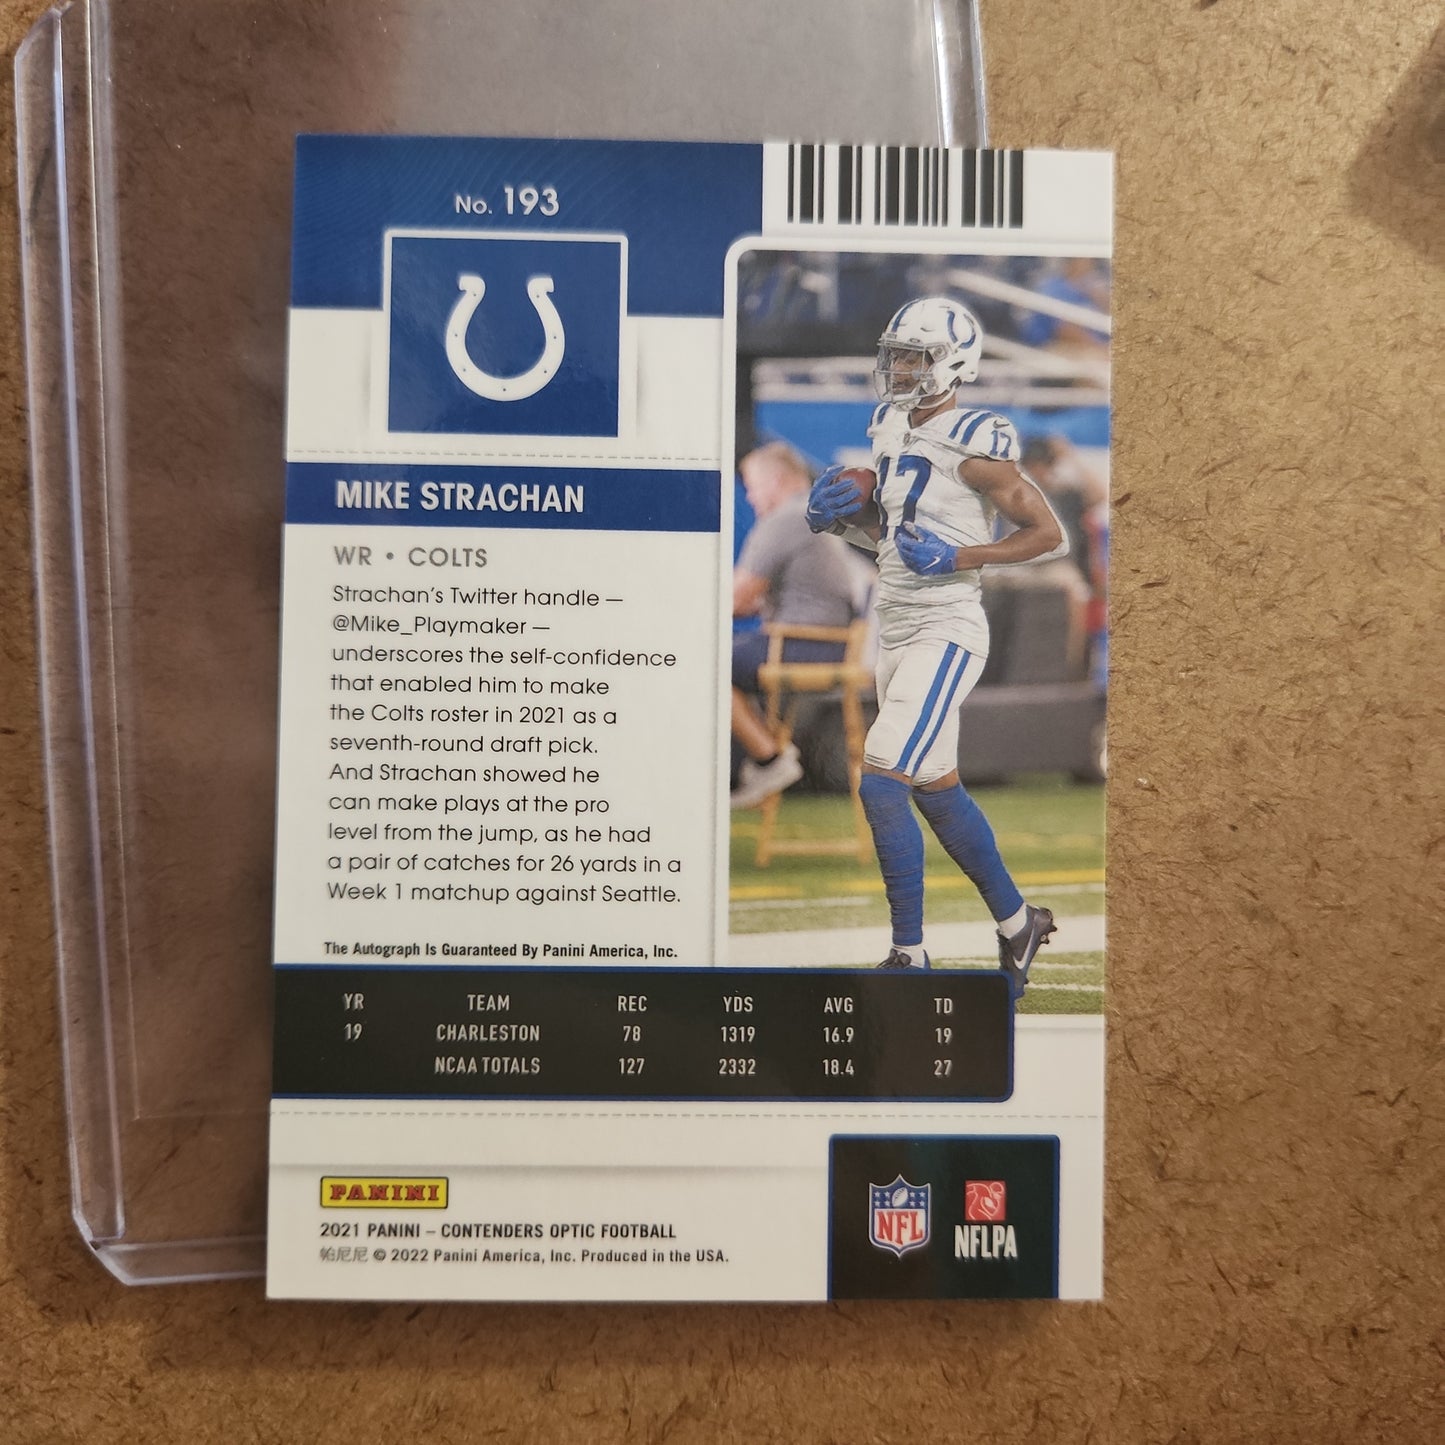 No. 193
MIKE STRACHAN
WR • COLTS
Strachan's Twitter handle —
@Mike_Playmaker —
underscores the self-confidence
that enabled him to make
the Colts roster in 2021 as a
seventh-round draft pick.
And Strachan showed he
can make plays at the pro
level from the jump, as he had
a pair of catches for 26 yards in a
Week 1 matchup against Seattle.
The Autograph Is Guaranteed By Panini America, Inc.
17
17
YR TEAM REC YDS AVG TD
19 CHARLESTON 78 1319 16.9 19
NCAA TOTALS 127 2332 18.4 27
PANINI
2021 PANINI – CONTENDERS OPTIC FOOTBALL
帕尼尼 © 2022 Panini America, Inc. Produced in the USA.
NFL
NFLPA